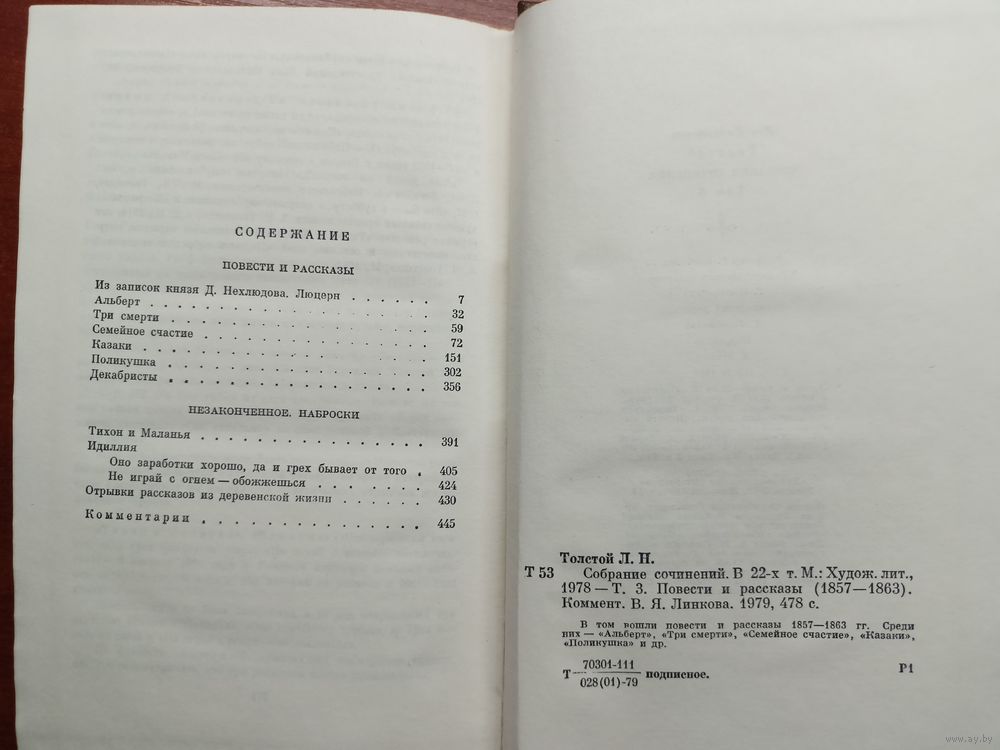 СОДЕРЖАНИЕ
ПОВЕСТИ И РАССКАЗЫ
Из записок князя Д. Нехлюдова. Люцерн . . . . . . 7
Альберт . . . . . . . . . . . . . . . . 32
Три смерти . . . . . . . . . . . . . . . 59
Семейное счастие . . . . . . . . . . . . . 72
Казаки . . . . . . . . . . . . . . . . 151
Поликушка . . . . . . . . . . . . . . . 302
Декабристы . . . . . . . . . . . . . . . 356
НЕЗАКОНЧЕННОЕ. НАБРОСКИ
Тихон и Маланья . . . . . . . . . . . . . 391
Идиллия
Оно заработки хорошо, да и грех бывает от того . 405
Не играй с огнем — обожжешься . . . . . . . 424
Отрывки рассказов из деревенской жизни . . . . . 430
Комментарии . . . . . . . . . . . . . 445
Толстой Л. Н.
Т 53 Собрание сочинений. В 22-х т. М.: Худож. лит.,
1978 — Т. 3. Повести и рассказы (1857—1863).
Коммент. В. Я. Линкова. 1979, 478 с.
В том вошли повести и рассказы 1857—1863 гг. Среди
них — «Альберт», «Три смерти», «Семейное счастие», «Казаки»,
«Поликушка» и др.
Т 70301-111 подписное. Р1
028(01)-79
www.ay.by